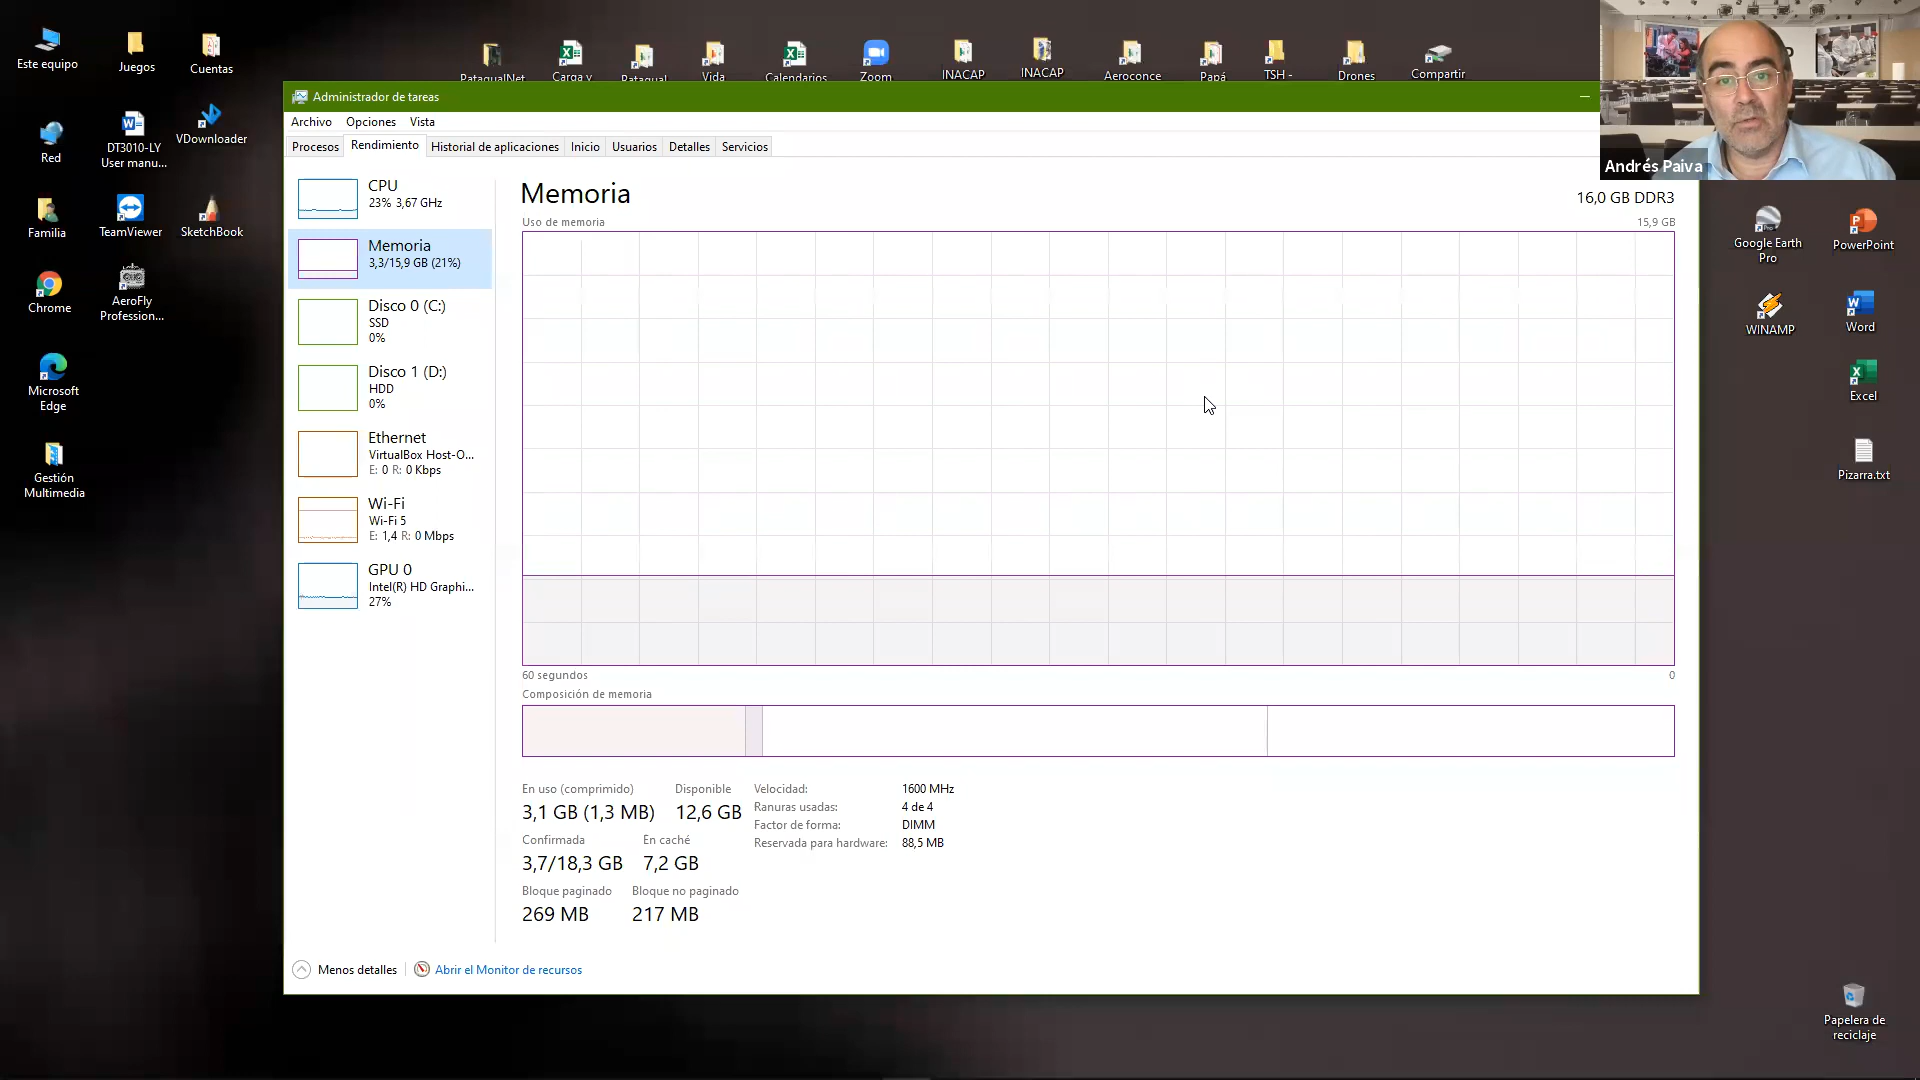 Este equipo
Juegos
Cuentas
PatagualNet
Carga y
Patagual
Vida
Calendarios
Zoom
INACAP
INACAP
Aeroconce
Papá
TSH -
Drones
Compartir
Andrés Paiva
Red
DT3010-LY
User manu...
VDownloader
Familia
TeamViewer
SketchBook
Chrome
AeroFly
Profession...
Microsoft
Edge
Gestión
Multimedia
Administrador de tareas
Archivo Opciones Vista
Procesos Rendimiento Historial de aplicaciones Inicio Usuarios Detalles Servicios
CPU
23% 3,67 GHz
Memoria
3,3/15,9 GB (21%)
Disco 0 (C:)
SSD
0%
Disco 1 (D:)
HDD
0%
Ethernet
VirtualBox Host-O...
E: 0 R: 0 Kbps
Wi-Fi
Wi-Fi 5
E: 1,4 R: 0 Mbps
GPU 0
Intel(R) HD Graphi...
27%
Memoria
16,0 GB DDR3
Uso de memoria
15,9 GB
60 segundos
0
Composición de memoria
En uso (comprimido)
3,1 GB (1,3 MB)
Disponible
12,6 GB
Confirmada
3,7/18,3 GB
En caché
7,2 GB
Bloque paginado
269 MB
Bloque no paginado
217 MB
Velocidad: 1600 MHz
Ranuras usadas: 4 de 4
Factor de forma: DIMM
Reservada para hardware: 88,5 MB
Menos detalles
Abrir el Monitor de recursos
Google Earth
Pro
PowerPoint
WINAMP
Word
Excel
Pizarra.txt
Papelera de
reciclaje